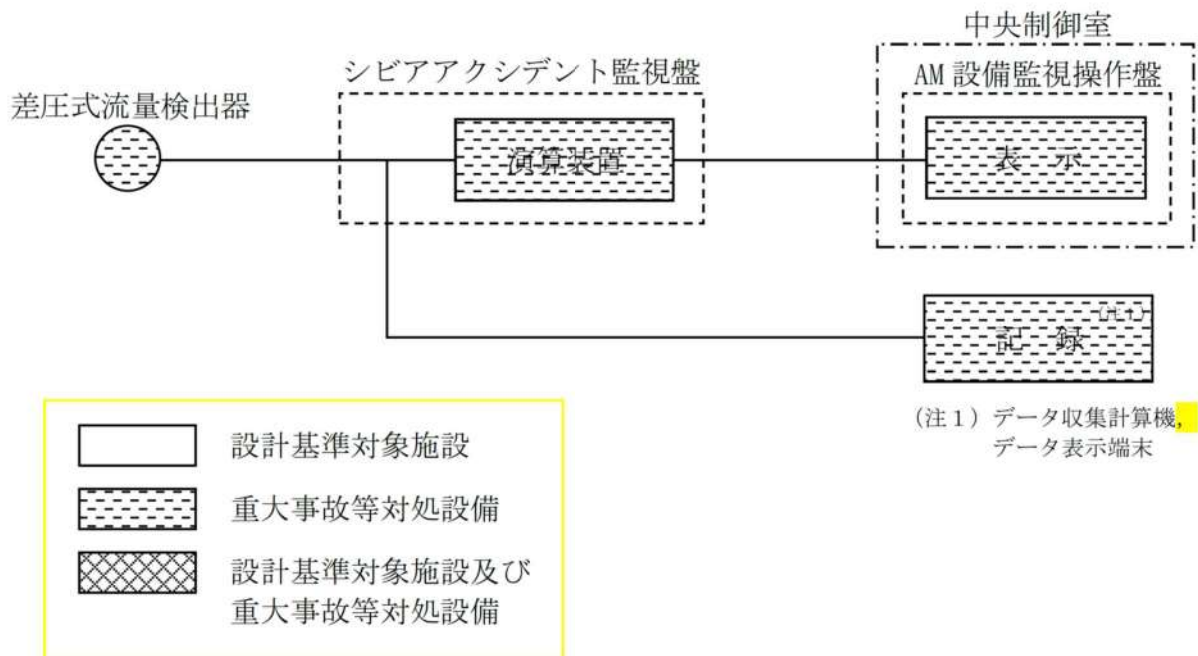 中央制御室
シビアアクシデント監視盤
AM 設備監視操作盤
差圧式流量検出器
演算装置
表 示
記 録 (注1)
(注1) データ収集計算機,
データ表示端末
設計基準対象施設
重大事故等対処設備
設計基準対象施設及び
重大事故等対処設備